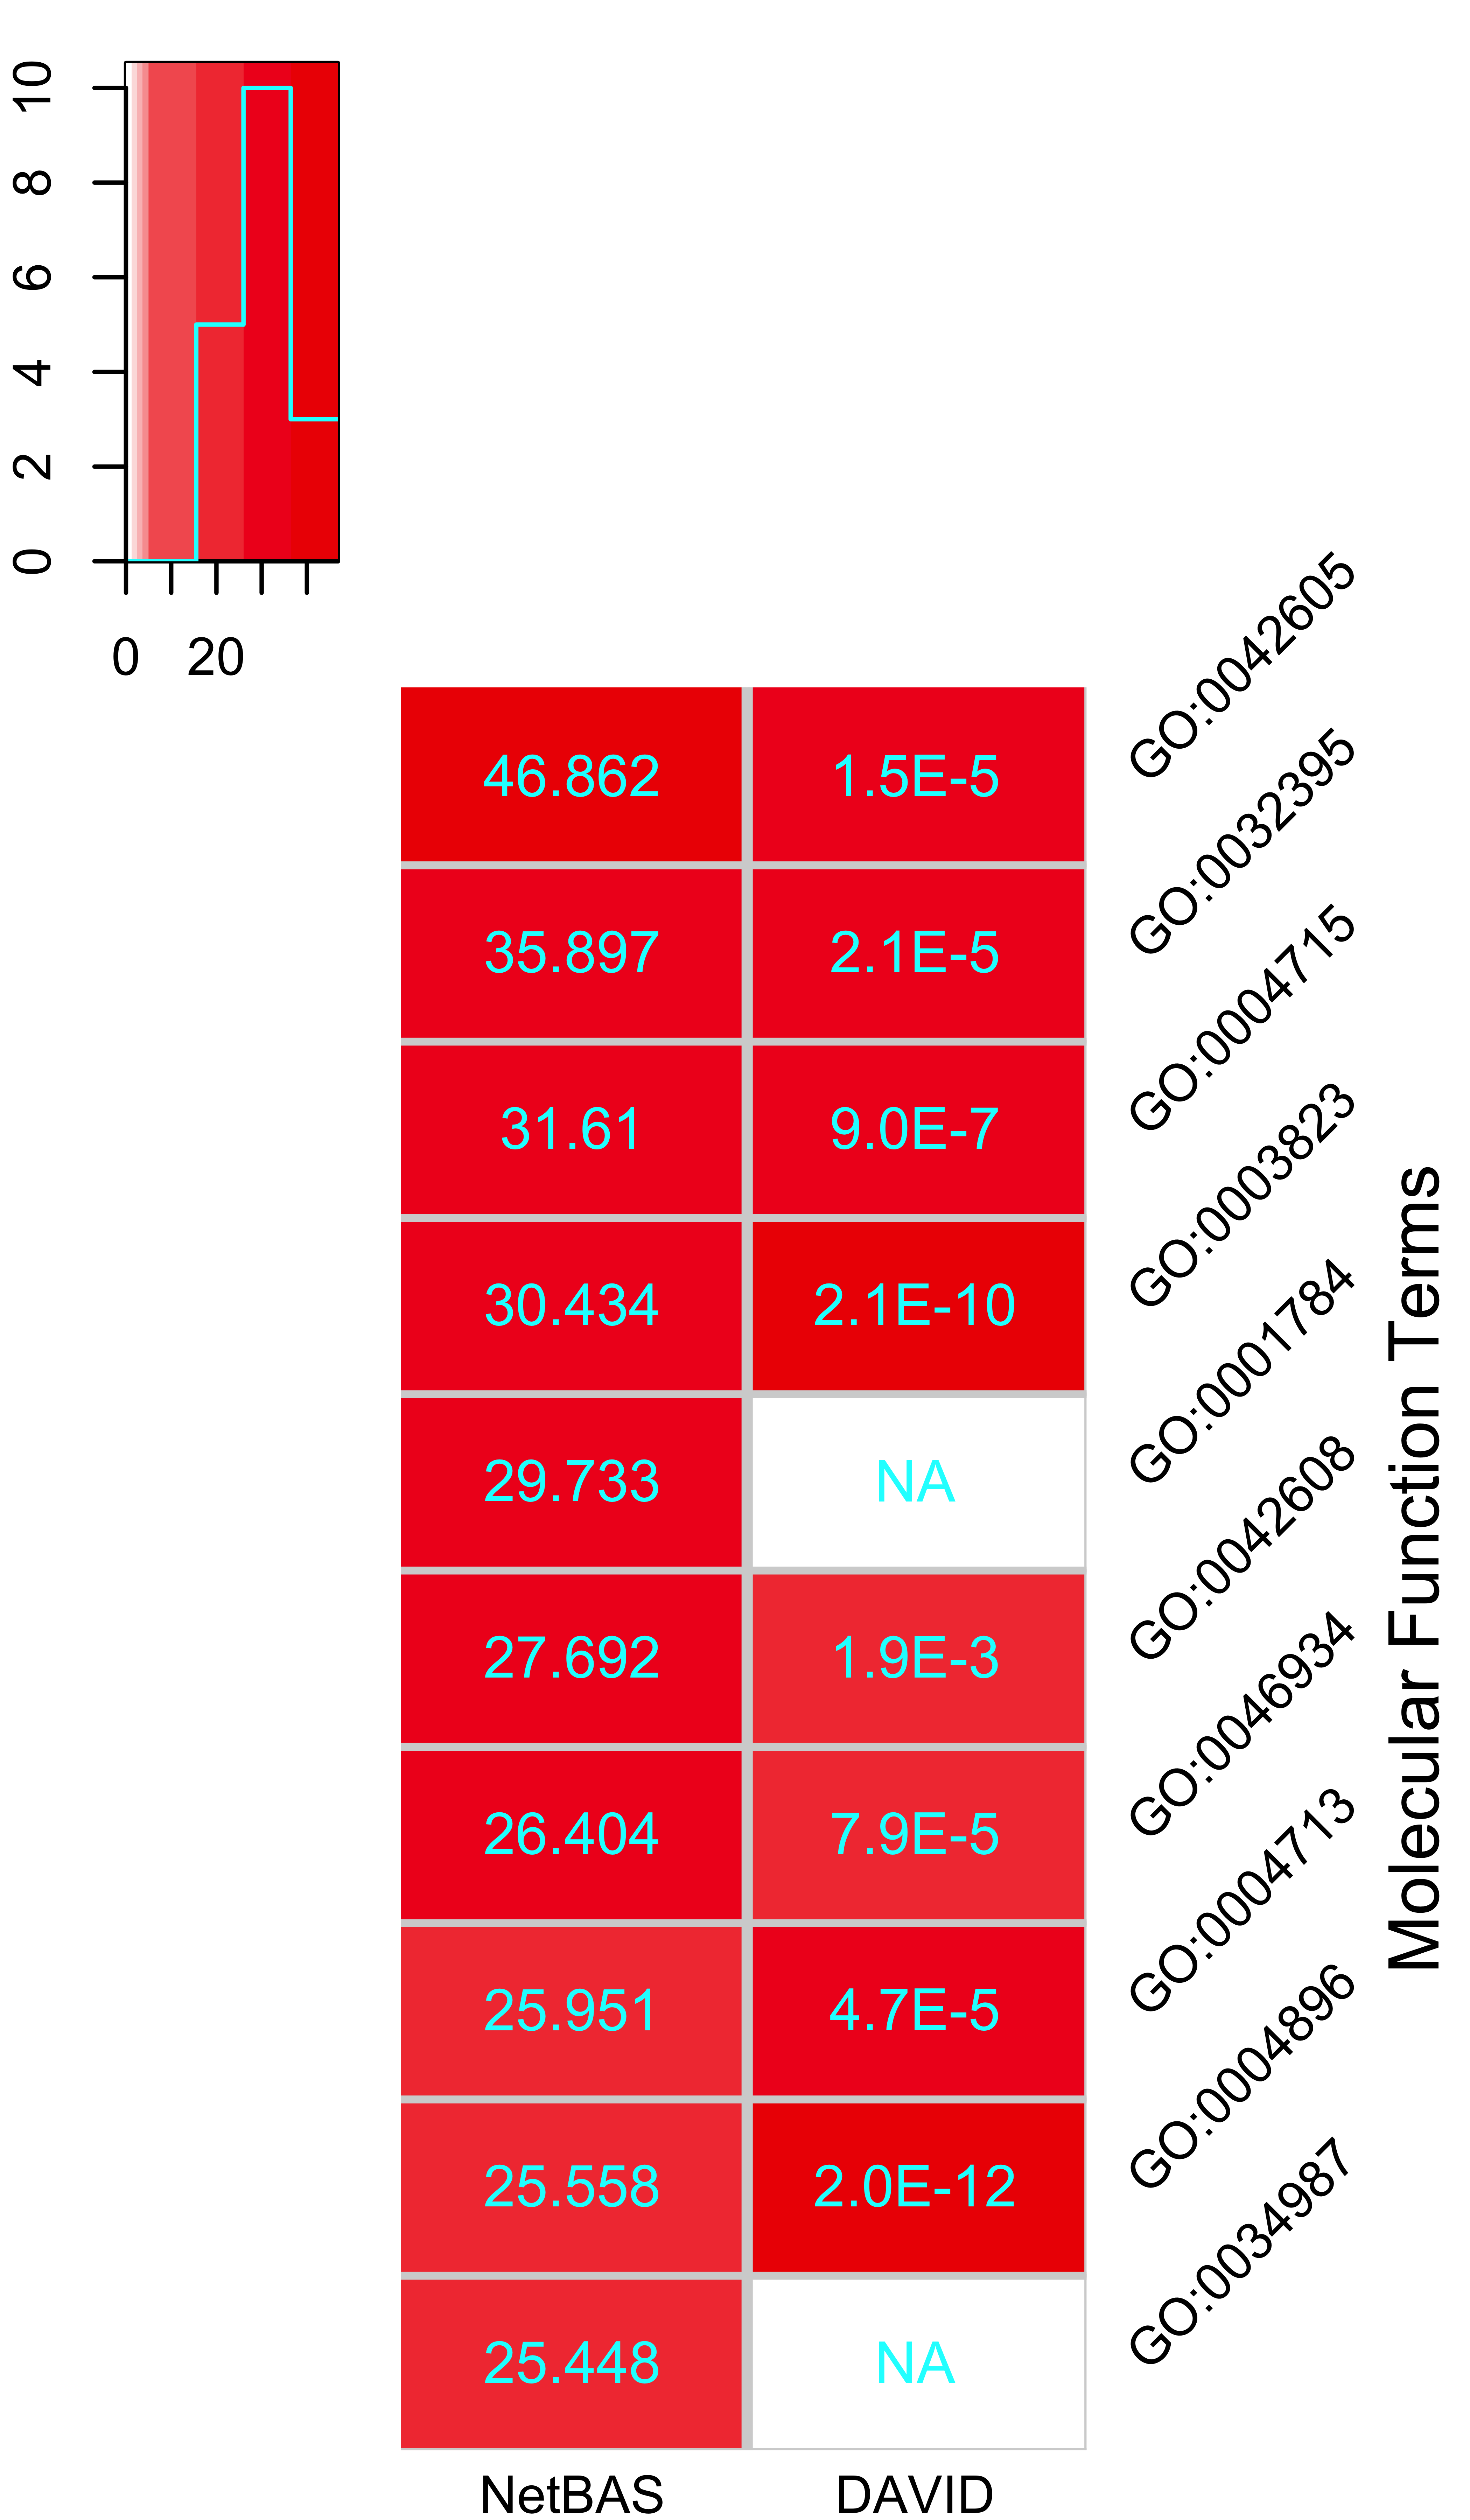 10
8
6
4
2
0
0 20
46.862 1.5E-5 GO:0042605
35.897 2.1E-5 GO:0032395
31.61 9.0E-7 GO:0004715
30.434 2.1E-10 GO:0003823
29.733 NA GO:0001784
27.692 1.9E-3 GO:0042608
26.404 7.9E-5 GO:0046934
25.951 4.7E-5 GO:0004713
25.558 2.0E-12 GO:0004896
25.448 NA GO:0034987
NetBAS DAVID
Molecular Function Terms